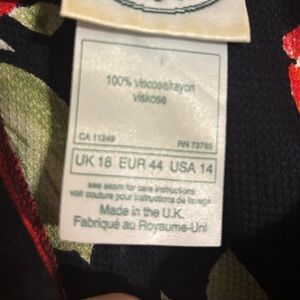 100% viscose/rayon
viskose
CA 11249 RN 73785
UK 18 EUR 44 USA 14
see seam for care instructions
voir couture pour instructions de lavage
Made in the U.K.
Fabriqué au Royaume-Uni